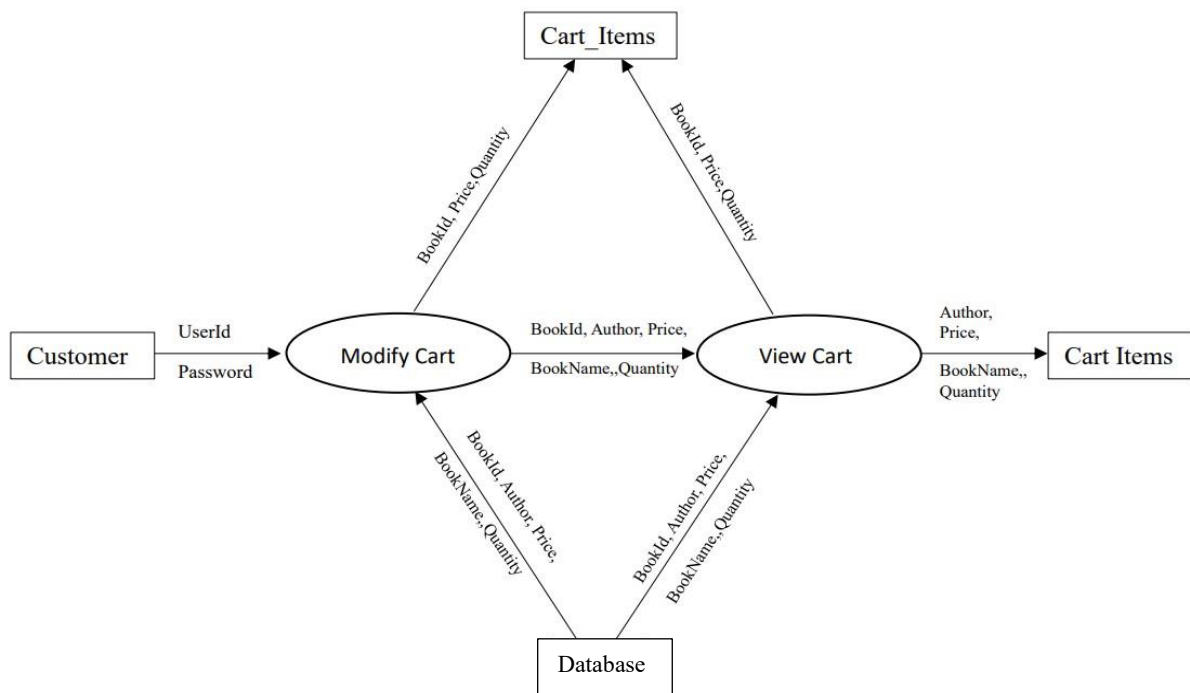 Cart_Items
BookId, Price,Quantity
BookId, Price,Quantity
Customer
UserId
Password
Modify Cart
BookId, Author, Price,
BookName,,Quantity
View Cart
Author,
Price,
BookName,,
Quantity
Cart Items
BookId, Author, Price,
BookName,,Quantity
BookId, Author, Price,
BookName,,Quantity
Database